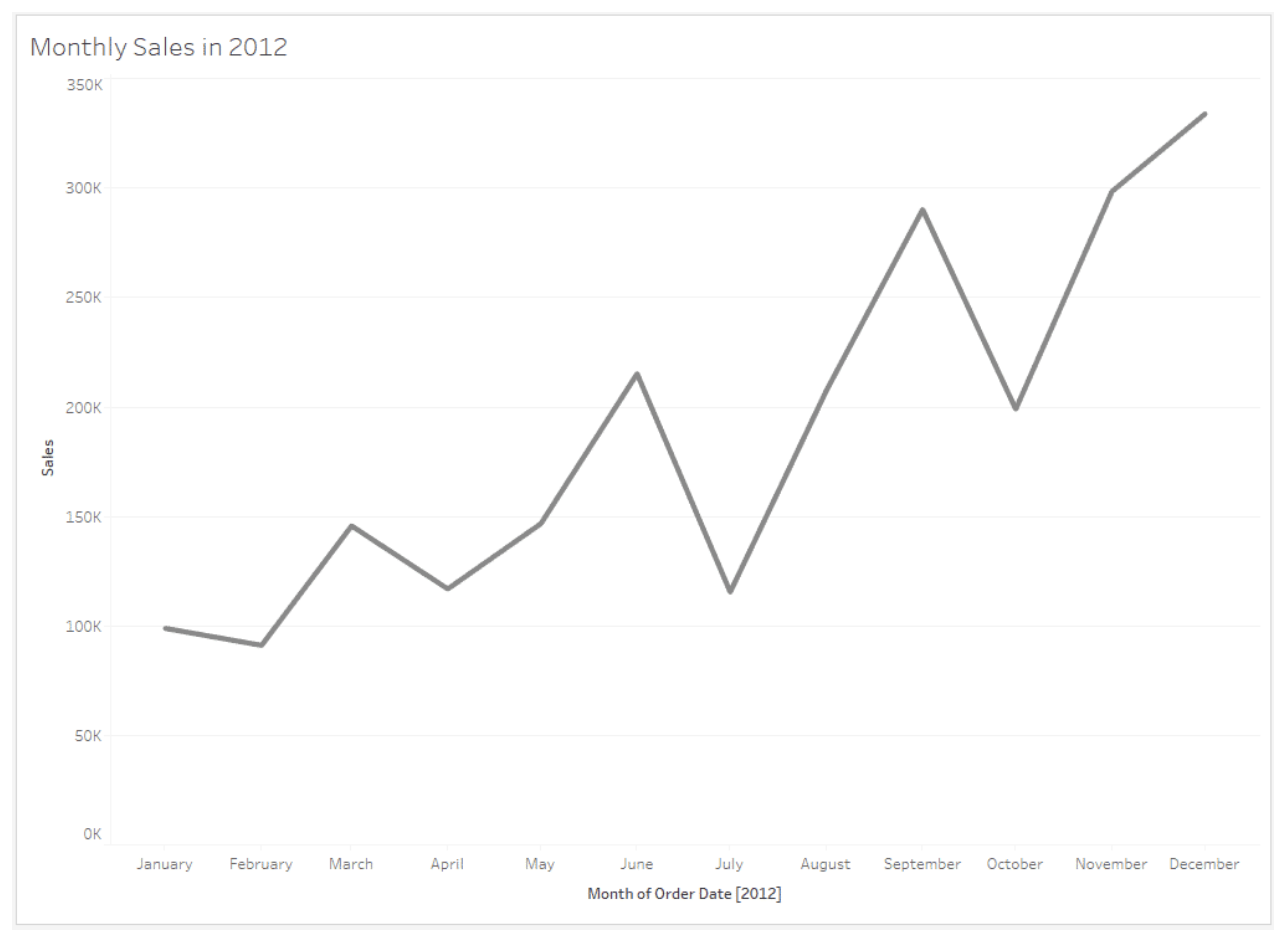 Monthly Sales in 2012
350K
300K
250K
200K
150K
100K
50K
0K
Sales
January February March April May June July August September October November December
Month of Order Date [2012]